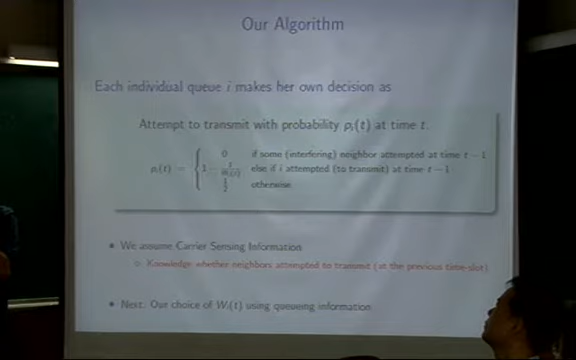 Our Algorithm
Each individual queue i makes her own decision as
Attempt to transmit with probability pᵢ(t) at time t.
0 if some (interfering) neighbor attempted at time t − 1
pᵢ(t) = { 1 − 1/Wᵢ(t) else if i attempted (to transmit) at time t − 1
1/2 otherwise
• We assume Carrier Sensing Information
○ Knowledge whether neighbors attempted to transmit (at the previous time-slot)
• Next. Our choice of Wᵢ(t) using queueing information